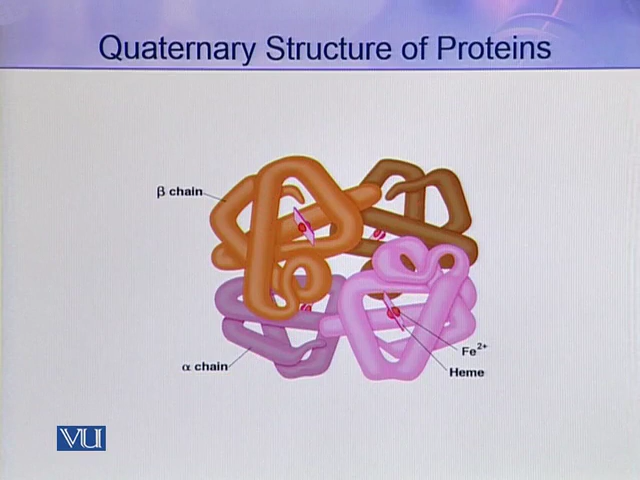 Quaternary Structure of Proteins
β chain
α chain
Fe2+
Heme
VU